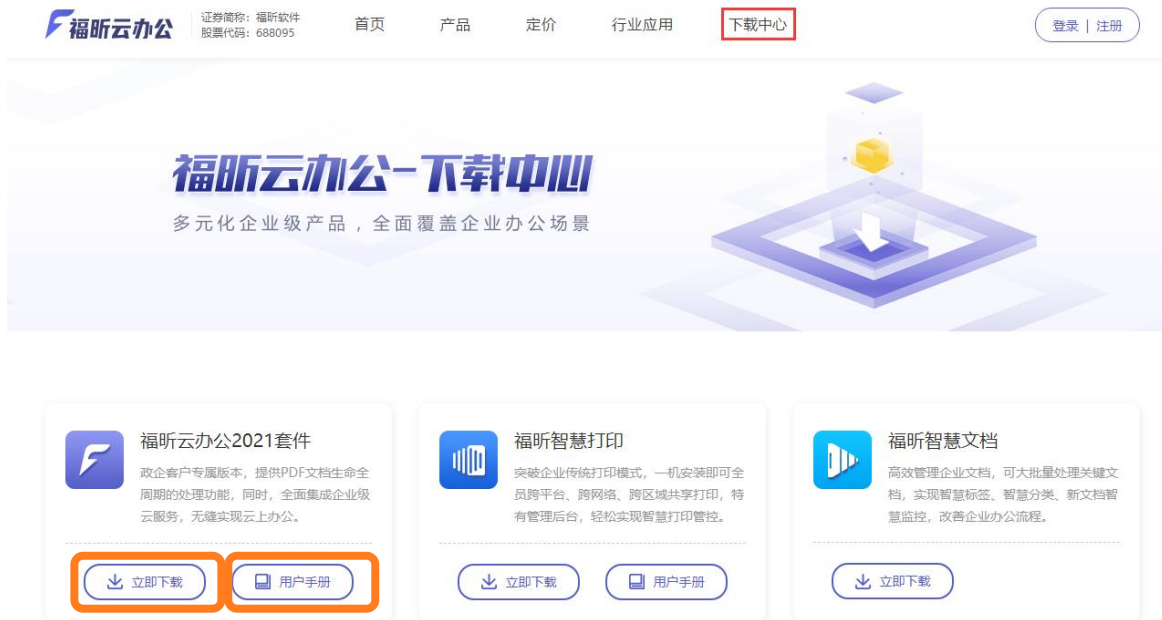 福昕云办公
证券简称：福昕软件
股票代码：688095
首页
产品
定价
行业应用
下载中心
登录 | 注册
福昕云办公-下载中心
多元化企业级产品，全面覆盖企业办公场景
福昕云办公2021套件
政企客户专属版本，提供PDF文档生命全
周期的处理功能，同时，全面集成企业级
云服务，无缝实现云上办公。
立即下载
用户手册
福昕智慧打印
突破企业传统打印模式，一机安装即可全
员跨平台、跨网络、跨区域共享打印，特
有管理后台，轻松实现智慧打印管控。
立即下载
用户手册
福昕智慧文档
高效管理企业文档，可大批量处理关键文
档，实现智慧标签、智慧分类、新文档智
慧监控，改善企业办公流程。
立即下载